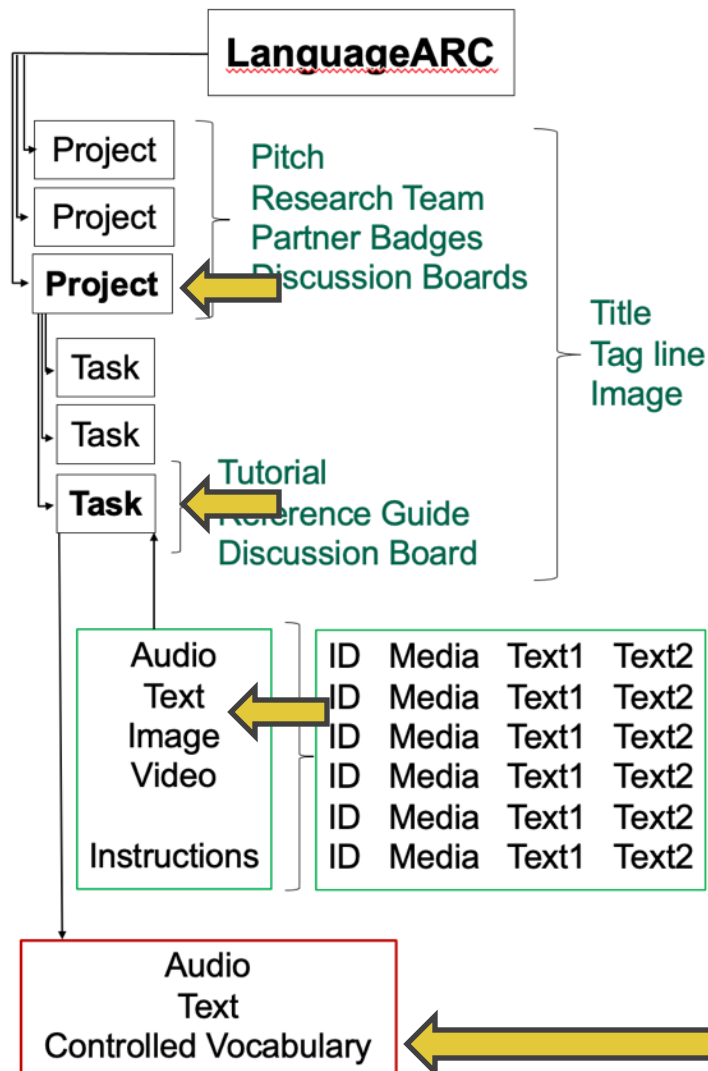 LanguageARC
Project
Project
Project
Pitch
Research Team
Partner Badges
Discussion Boards
Title
Tag line
Image
Task
Task
Task
Tutorial
Reference Guide
Discussion Board
Audio
Text
Image
Video
Instructions
ID Media Text1 Text2
ID Media Text1 Text2
ID Media Text1 Text2
ID Media Text1 Text2
ID Media Text1 Text2
ID Media Text1 Text2
Audio
Text
Controlled Vocabulary